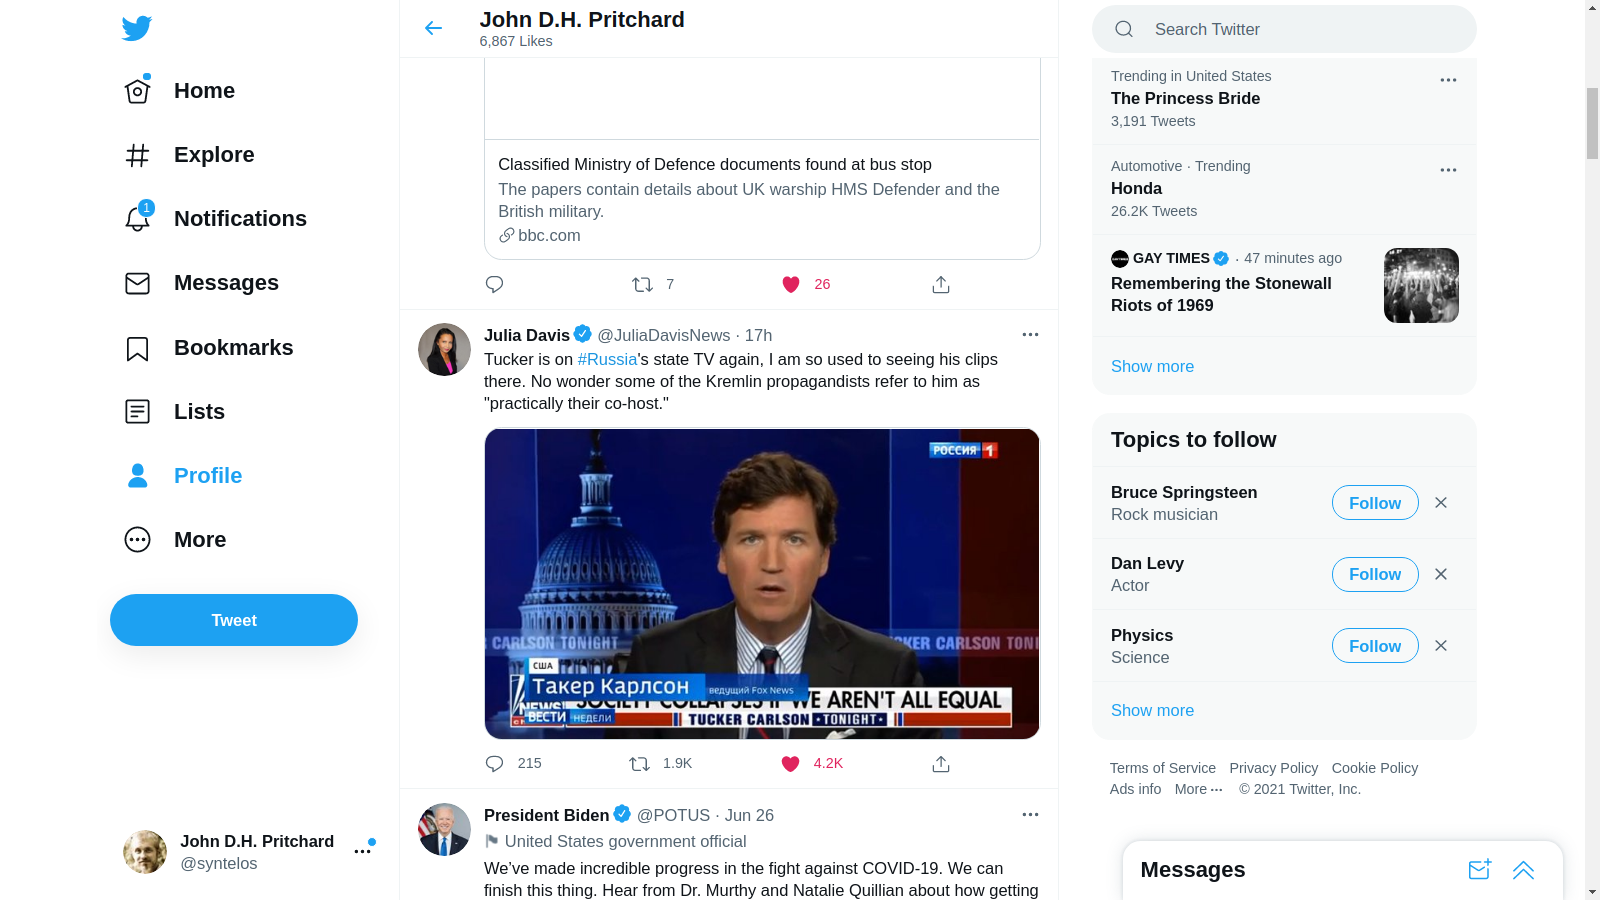 Home
Explore
1
Notifications
Messages
Bookmarks
Lists
Profile
More
Tweet
John D.H. Pritchard
@syntelos
John D.H. Pritchard
6,867 Likes
Classified Ministry of Defence documents found at bus stop
The papers contain details about UK warship HMS Defender and the
British military.
bbc.com
7
26
Julia Davis @JuliaDavisNews · 17h
Tucker is on #Russia's state TV again, I am so used to seeing his clips
there. No wonder some of the Kremlin propagandists refer to him as
"practically their co-host."
РОССИЯ 1
CARLSON TONIGHT
CKER CARLSON TONI
США
Такер Карлсон ведущий Fox News
SOCIETY COLLAPSES IF WE AREN'T ALL EQUAL
NEWS
ВЕСТИ НЕДЕЛИ
TUCKER CARLSON TONIGHT
215
1.9K
4.2K
President Biden @POTUS · Jun 26
United States government official
We’ve made incredible progress in the fight against COVID-19. We can
finish this thing. Hear from Dr. Murthy and Natalie Quillian about how getting
Search Twitter
Trending in United States
The Princess Bride
3,191 Tweets
Automotive · Trending
Honda
26.2K Tweets
GAY TIMES · 47 minutes ago
Remembering the Stonewall
Riots of 1969
Show more
Topics to follow
Bruce Springsteen
Rock musician
Follow
Dan Levy
Actor
Follow
Physics
Science
Follow
Show more
Terms of Service Privacy Policy Cookie Policy
Ads info More ··· © 2021 Twitter, Inc.
Messages